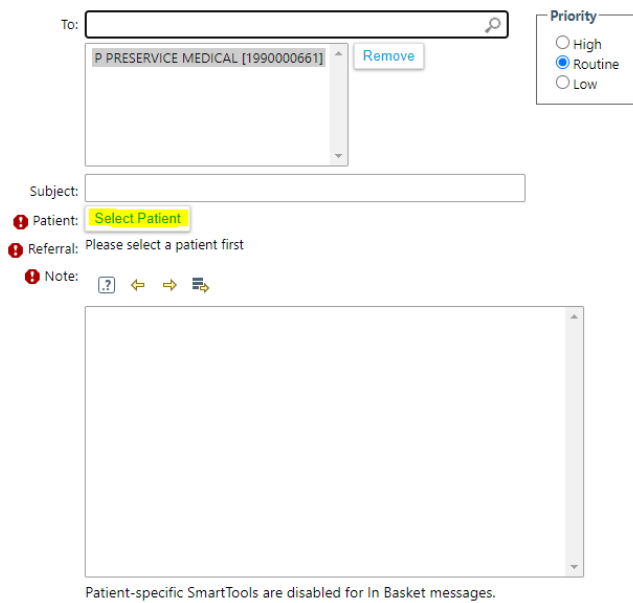 To:
Priority
High
Routine
Low
P PRESERVICE MEDICAL [1990000661]
Remove
Subject:
Patient: Select Patient
Referral: Please select a patient first
Note:
Patient-specific SmartTools are disabled for In Basket messages.